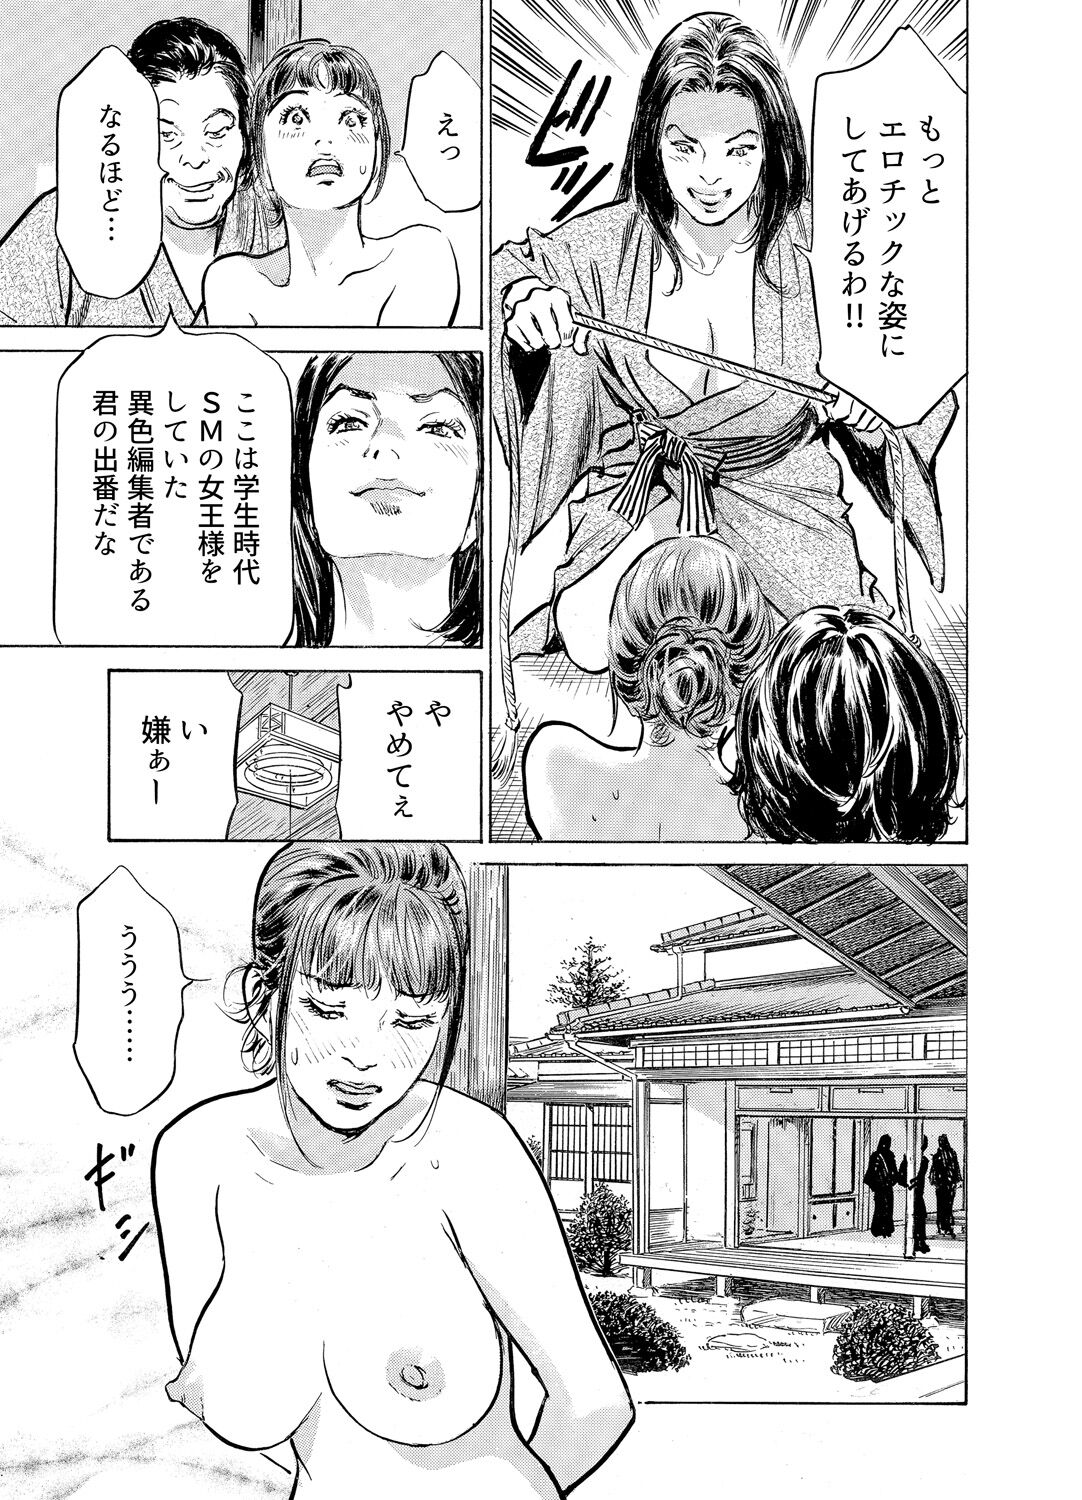 もっと
エロチックな姿に
してあげるわ!!
ビッ
えっ
なるほど…
ここは学生時代
ＳＭの女王様を
していた
異色編集者である
君の出番だな
や
やめてぇ
い
嫌ぁー
ううう……
ギシ